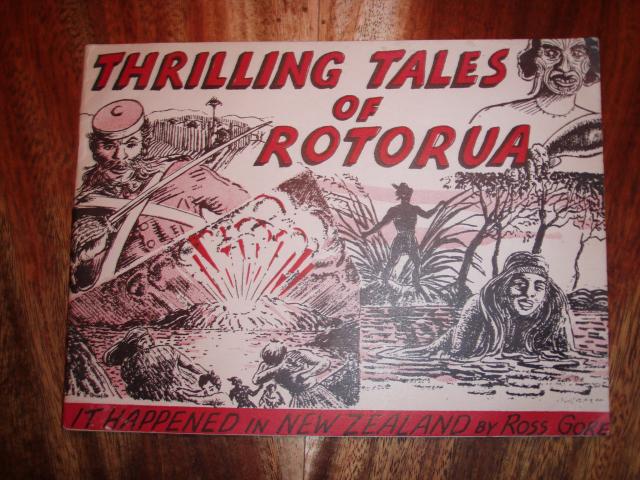 THRILLING TALES
OF
ROTORUA
IT HAPPENED IN NEW ZEALAND BY ROSS GORE